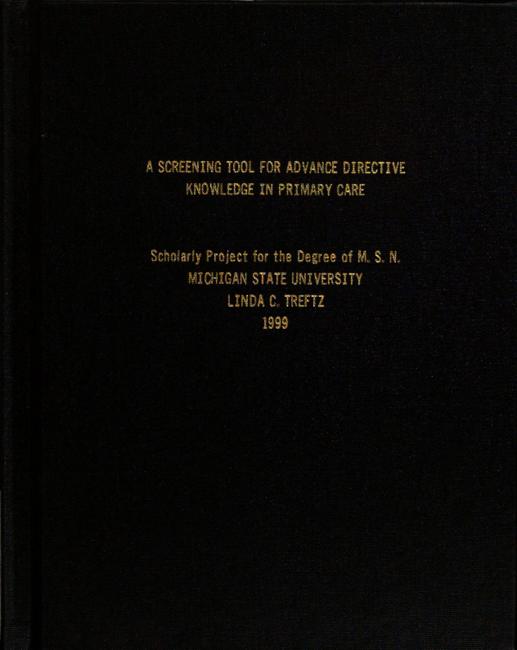 A SCREENING TOOL FOR ADVANCE DIRECTIVE
KNOWLEDGE IN PRIMARY CARE
Scholarly Project for the Degree of M. S. N.
MICHIGAN STATE UNIVERSITY
LINDA C. TREFTZ
1999